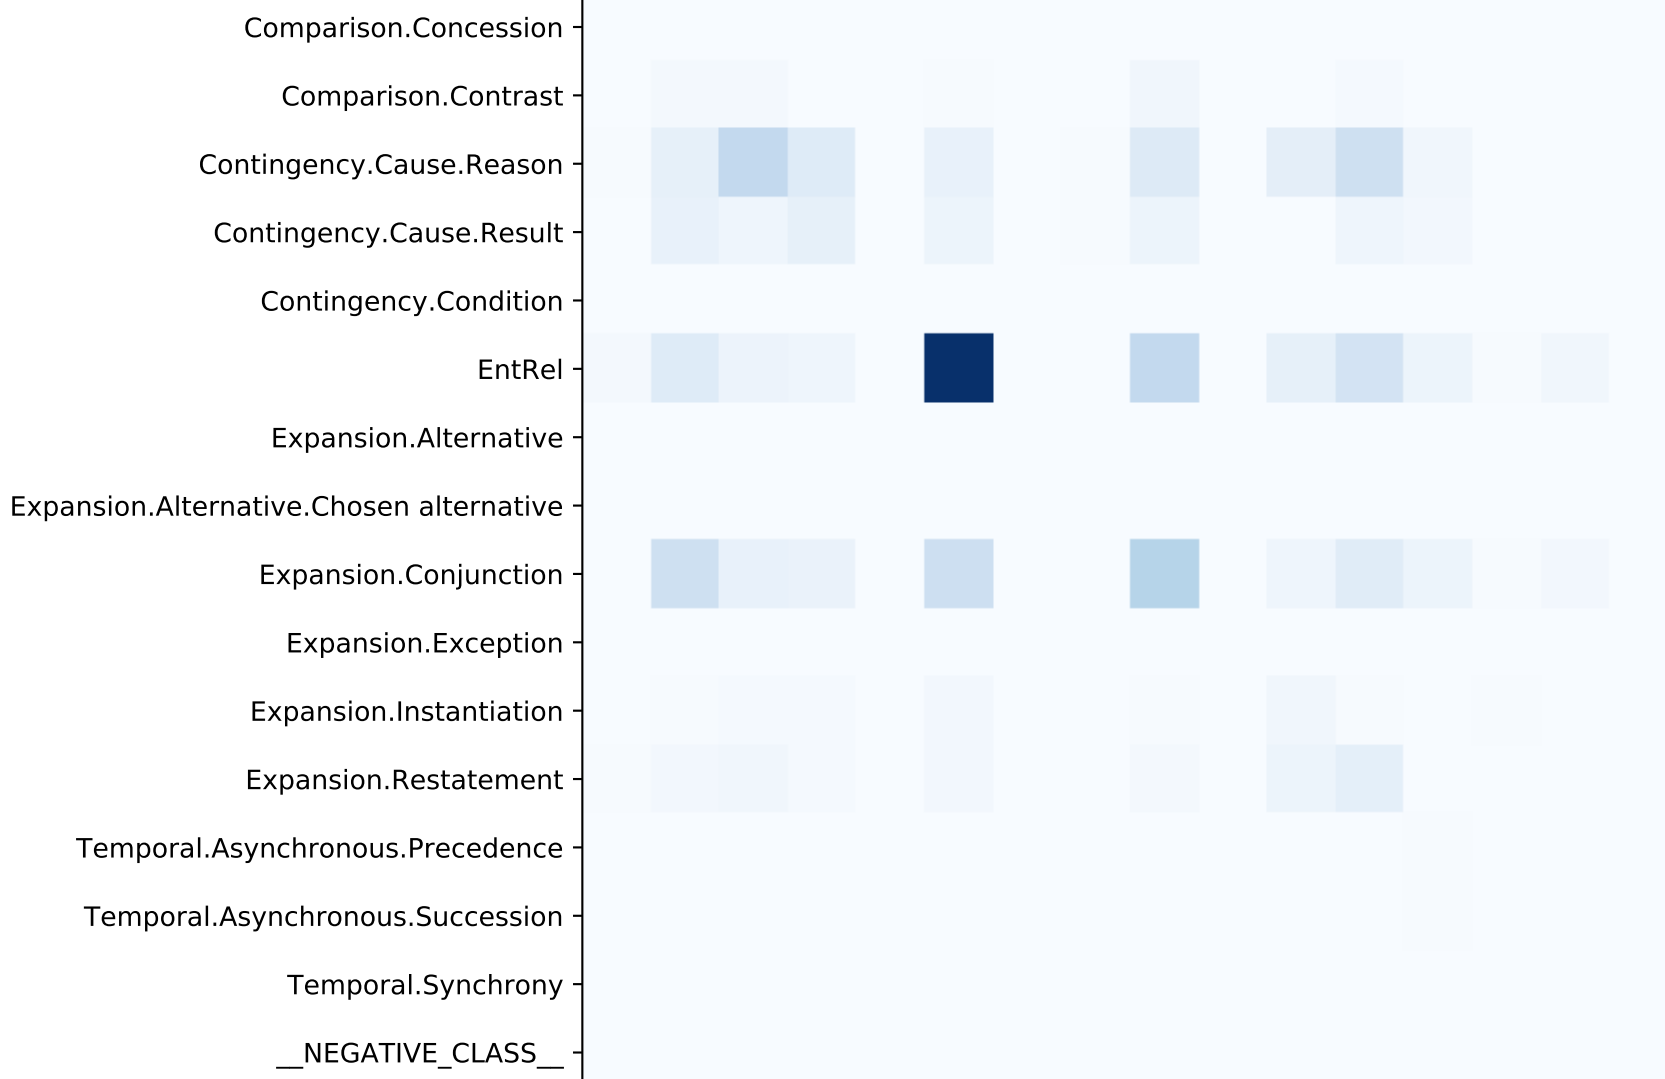 Comparison.Concession
Comparison.Contrast
Contingency.Cause.Reason
Contingency.Cause.Result
Contingency.Condition
EntRel
Expansion.Alternative
Expansion.Alternative.Chosen alternative
Expansion.Conjunction
Expansion.Exception
Expansion.Instantiation
Expansion.Restatement
Temporal.Asynchronous.Precedence
Temporal.Asynchronous.Succession
Temporal.Synchrony
__NEGATIVE_CLASS__